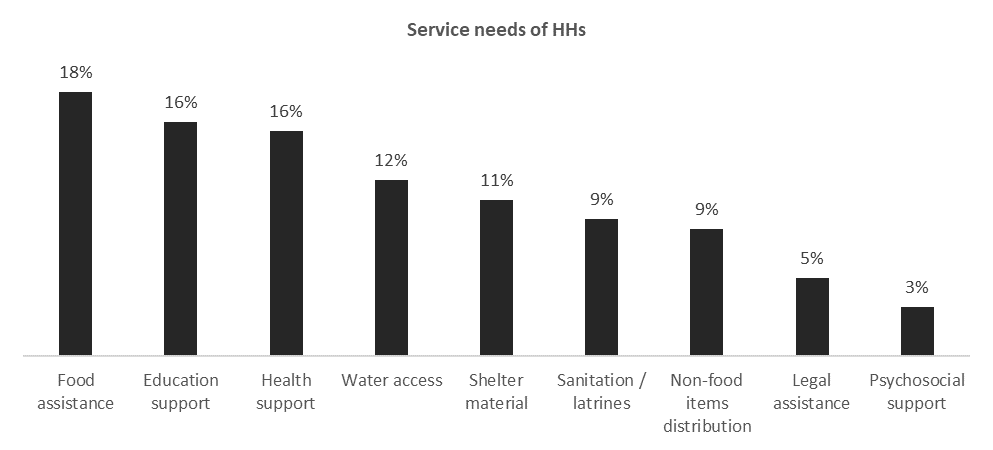 Service needs of HHs
18%
16%
16%
12%
11%
9%
9%
5%
3%
Food
assistance
Education
support
Health
support
Water access
Shelter
material
Sanitation /
latrines
Non-food
items
distribution
Legal
assistance
Psychosocial
support